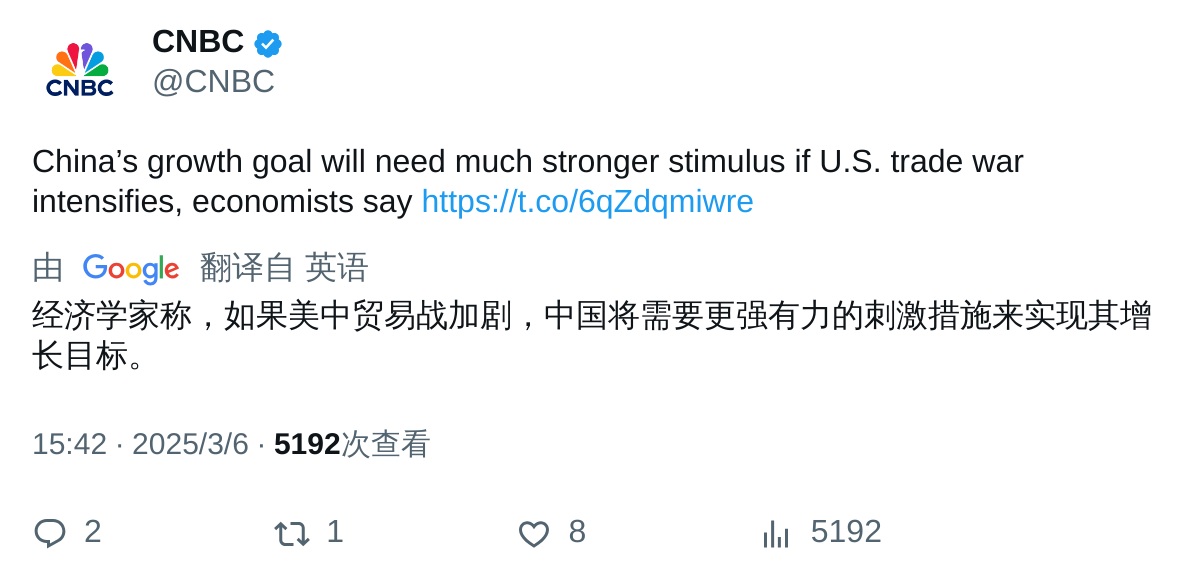 CNBC
CNBC
@CNBC
China’s growth goal will need much stronger stimulus if U.S. trade war
intensifies, economists say https://t.co/6qZdqmiwre
由 Google 翻译自 英语
经济学家称，如果美中贸易战加剧，中国将需要更强有力的刺激措施来实现其增
长目标。
15:42 · 2025/3/6 · 5192次查看
2 1 8 5192